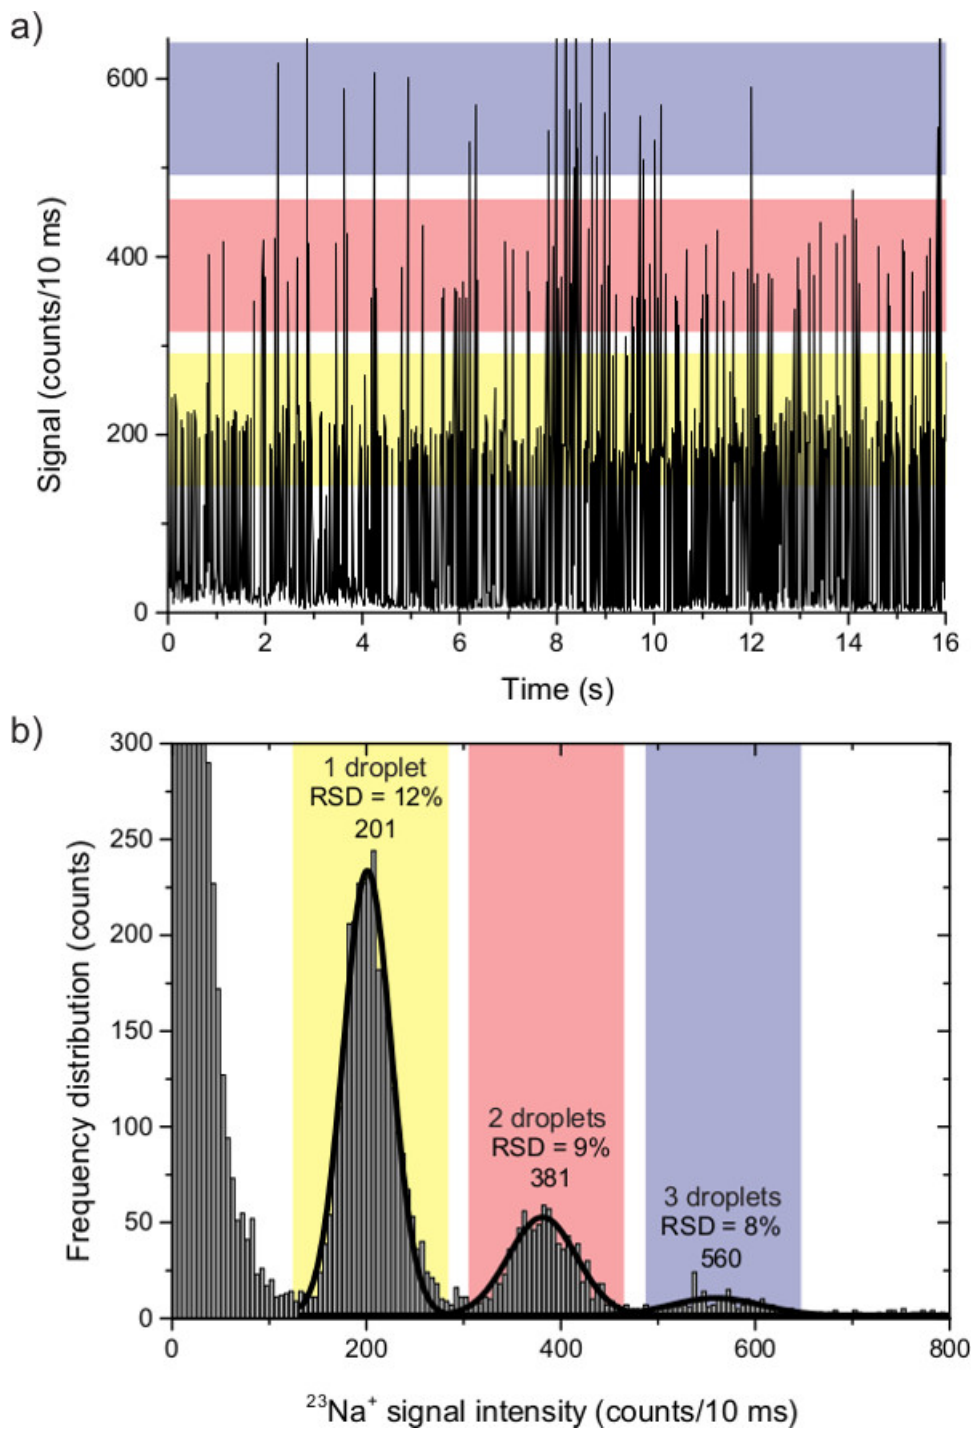 a)
600
400
200
0
Signal (counts/10 ms)
0 2 4 6 8 10 12 14 16
Time (s)
b)
300
250
200
150
100
50
0
Frequency distribution (counts)
1 droplet
RSD = 12%
201
2 droplets
RSD = 9%
381
3 droplets
RSD = 8%
560
0 200 400 600 800
²³Na⁺ signal intensity (counts/10 ms)